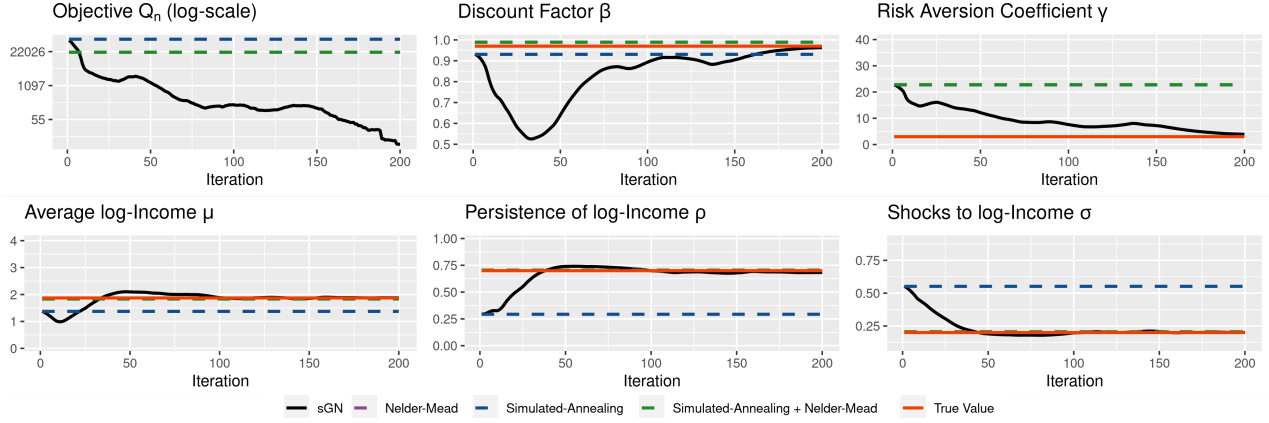 Objective Qn (log-scale)
22026
1097
55
0 50 100 150 200
Iteration
Discount Factor β
1.0
0.9
0.8
0.7
0.6
0.5
0 50 100 150 200
Iteration
Risk Aversion Coefficient γ
40
30
20
10
0
0 50 100 150 200
Iteration
Average log-Income μ
4
3
2
1
0
0 50 100 150 200
Iteration
Persistence of log-Income ρ
1.00
0.75
0.50
0.25
0.00
0 50 100 150 200
Iteration
Shocks to log-Income σ
0.75
0.50
0.25
0 50 100 150 200
Iteration
sGN Nelder-Mead Simulated-Annealing Simulated-Annealing + Nelder-Mead True Value